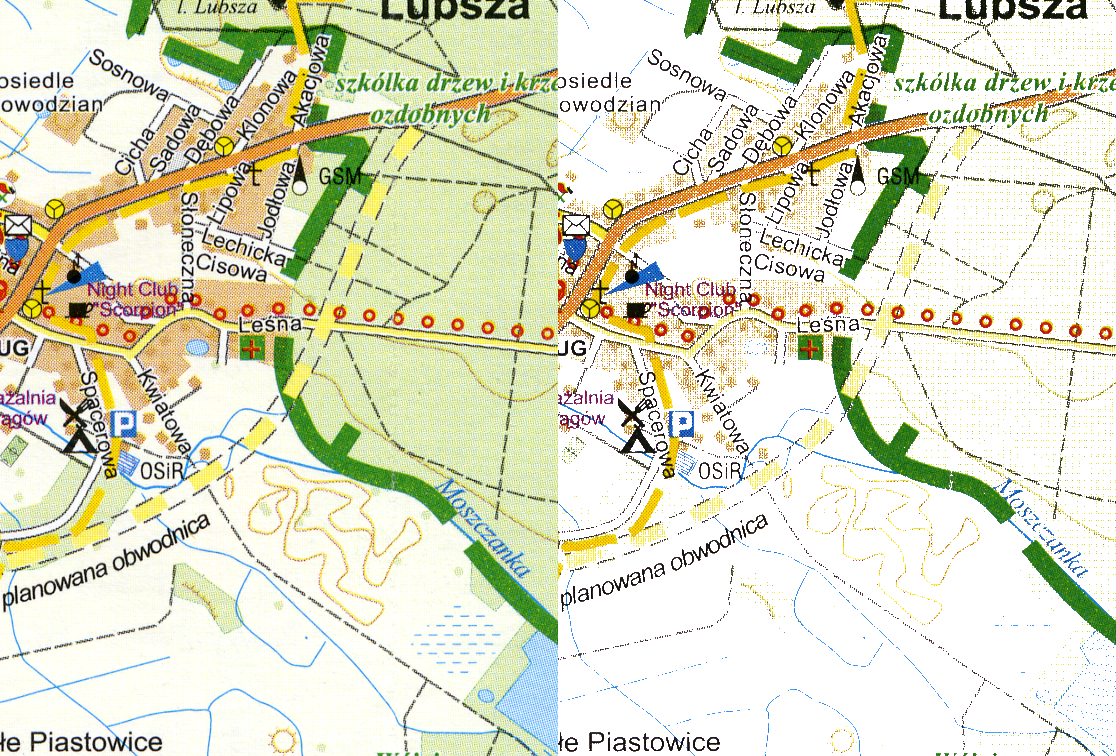 Lubsza
l. Lubsza
szkółka drzew i krze
ozdobnych
osiedle
owodzian
Sosnowa
Cicha
Sadowa
Dębowa
Klonowa
Akacjowa
GSM
Lipowa
Jodłowa
Słoneczna
Lechicka
Cisowa
Night Club
"Scorpion"
Leśna
UG
Spacerowa
Kwiatowa
P
OSiR
Moszczanka
planowana obwodnica
łe Piastowice
Lubsza
l. Lubsza
szkółka drzew i krze
ozdobnych
osiedle
owodzian
Sosnowa
Cicha
Sadowa
Dębowa
Klonowa
Akacjowa
GSM
Lipowa
Jodłowa
Słoneczna
Lechicka
Cisowa
Night Club
"Scorpion"
Leśna
UG
Spacerowa
Kwiatowa
P
OSiR
Moszczanka
planowana obwodnica
łe Piastowice